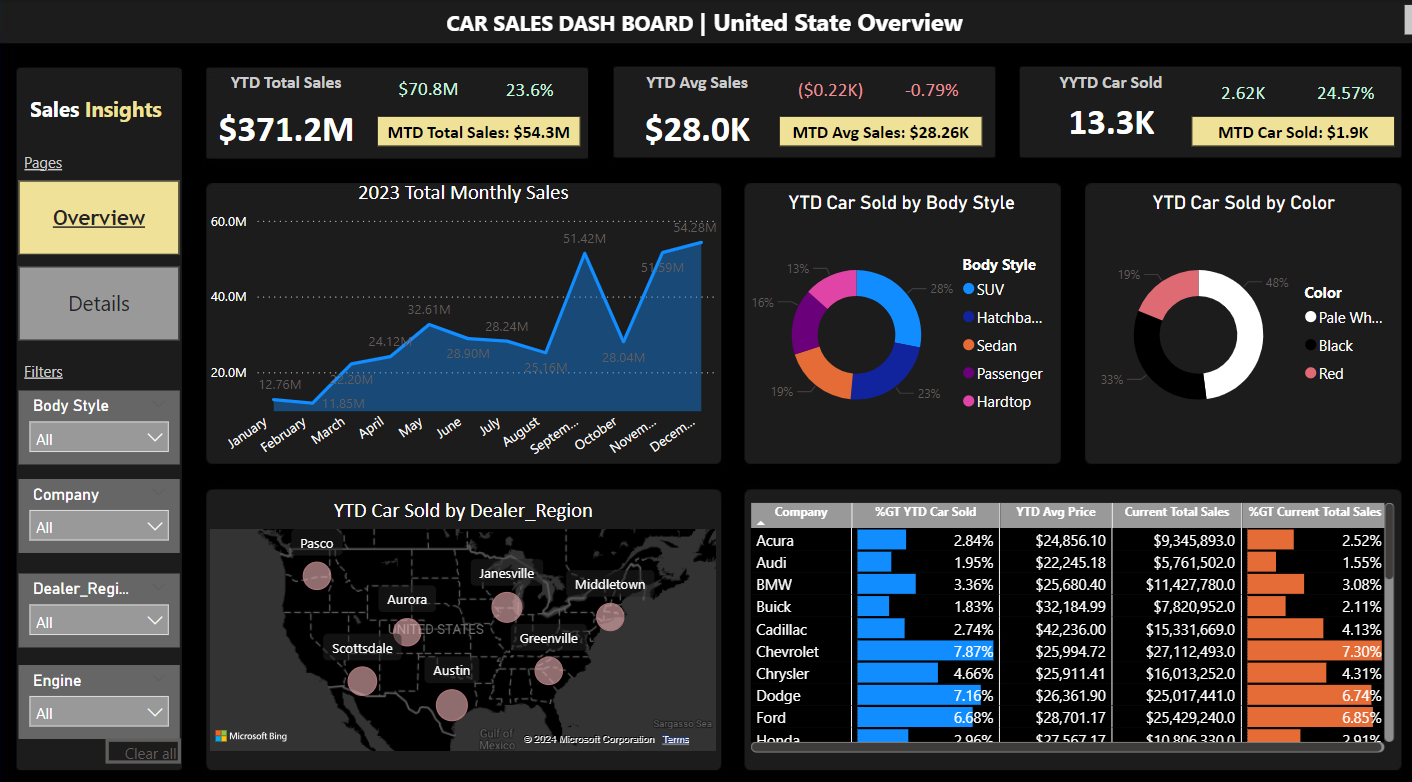 CAR SALES DASH BOARD | United State Overview
Sales Insights
Pages
Overview
Details
Filters
Body Style
All
Company
All
Dealer_Regi...
All
Engine
All
Clear all
YTD Total Sales
$70.8M 23.6%
$371.2M
MTD Total Sales: $54.3M
YTD Avg Sales
($0.22K) -0.79%
$28.0K
MTD Avg Sales: $28.26K
YYTD Car Sold
2.62K 24.57%
13.3K
MTD Car Sold: $1.9K
2023 Total Monthly Sales
60.0M
40.0M
20.0M
12.76M
11.85M
22.20M
24.12M
32.61M
28.90M
28.24M
25.16M
51.42M
28.04M
51.59M
54.28M
January
February
March
April
May
June
July
August
Septem...
October
Novem...
Decem...
YTD Car Sold by Body Style
28%
23%
19%
16%
13%
Body Style
SUV
Hatchba...
Sedan
Passenger
Hardtop
YTD Car Sold by Color
48%
33%
19%
Color
Pale Wh...
Black
Red
YTD Car Sold by Dealer_Region
Pasco
Janesville
Middletown
Aurora
UNITED STATES
Greenville
Scottsdale
Austin
Sargasso Sea
Gulf of
Mexico
Microsoft Bing
© 2024 Microsoft Corporation Terms
Company %GT YTD Car Sold YTD Avg Price Current Total Sales %GT Current Total Sales
Acura 2.84% $24,856.10 $9,345,893.0 2.52%
Audi 1.95% $22,245.18 $5,761,502.0 1.55%
BMW 3.36% $25,680.40 $11,427,780.0 3.08%
Buick 1.83% $32,184.99 $7,820,952.0 2.11%
Cadillac 2.74% $42,236.00 $15,331,669.0 4.13%
Chevrolet 7.87% $25,994.72 $27,112,493.0 7.30%
Chrysler 4.66% $25,911.41 $16,013,252.0 4.31%
Dodge 7.16% $26,361.90 $25,017,441.0 6.74%
Ford 6.68% $28,701.17 $25,429,240.0 6.85%
Honda 2.96% $27,567.17 $10,806,330.0 2.91%